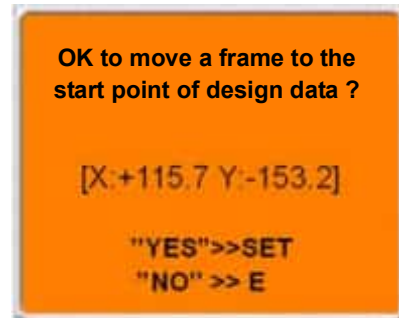 OK to move a frame to the
start point of design data ?
[X:+115.7 Y:-153.2]
"YES">>SET
"NO" >> E